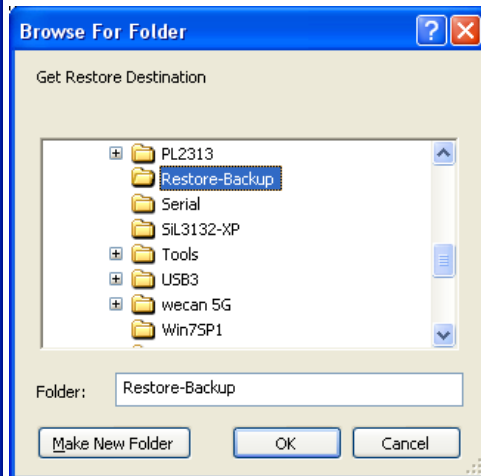 Browse For Folder
Get Restore Destination
PL2313
Restore-Backup
Serial
SiL3132-XP
Tools
USB3
wecan 5G
Win7SP1
Folder: Restore-Backup
Make New Folder OK Cancel